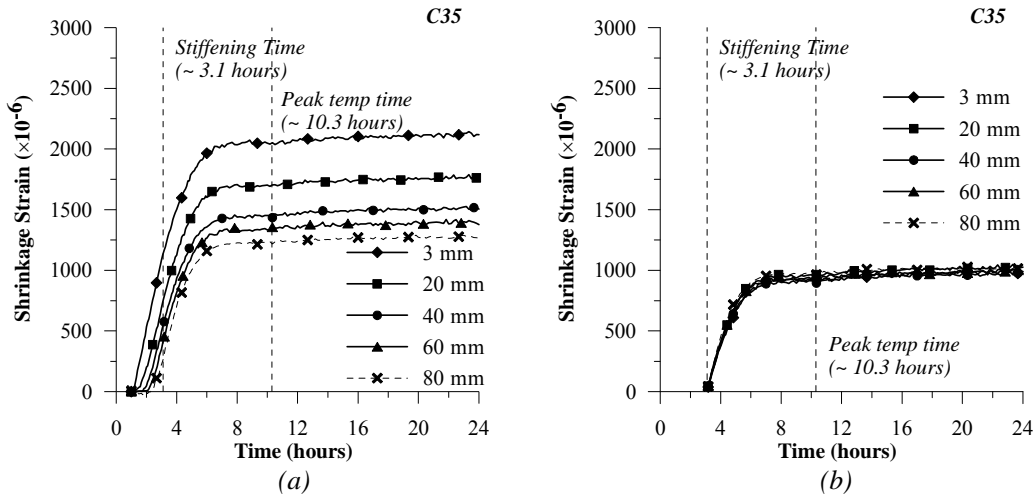 C35
3000
2500
2000
1500
1000
500
0
Shrinkage Strain (×10-6)
Stiffening Time
(~ 3.1 hours)
Peak temp time
(~ 10.3 hours)
3 mm
20 mm
40 mm
60 mm
80 mm
0 4 8 12 16 20 24
Time (hours)
(a)
C35
3000
2500
2000
1500
1000
500
0
Shrinkage Strain (×10-6)
Stiffening Time
(~ 3.1 hours)
3 mm
20 mm
40 mm
60 mm
80 mm
Peak temp time
(~ 10.3 hours)
0 4 8 12 16 20 24
Time (hours)
(b)